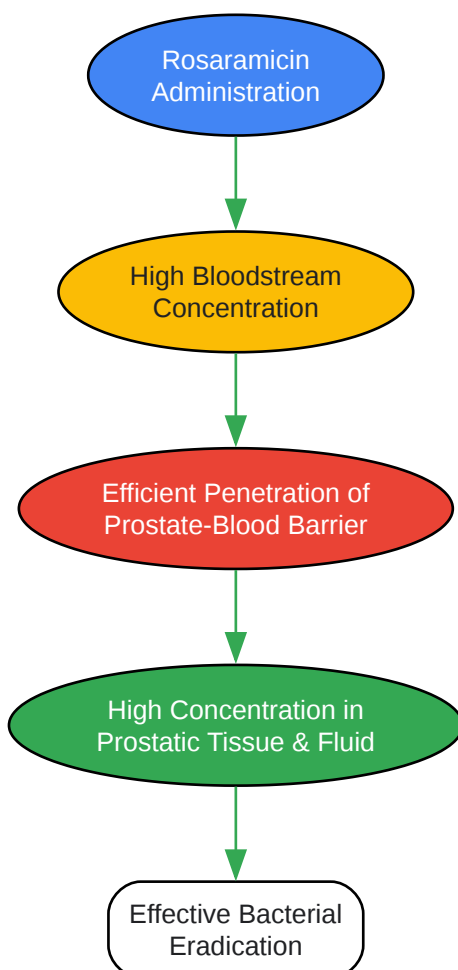 Rosaramicin
Administration
High Bloodstream
Concentration
Efficient Penetration of
Prostate-Blood Barrier
High Concentration in
Prostatic Tissue & Fluid
Effective Bacterial
Eradication